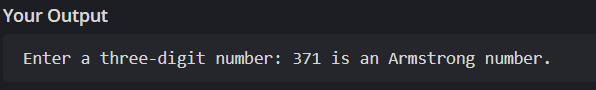 Your Output
Enter a three-digit number: 371 is an Armstrong number.